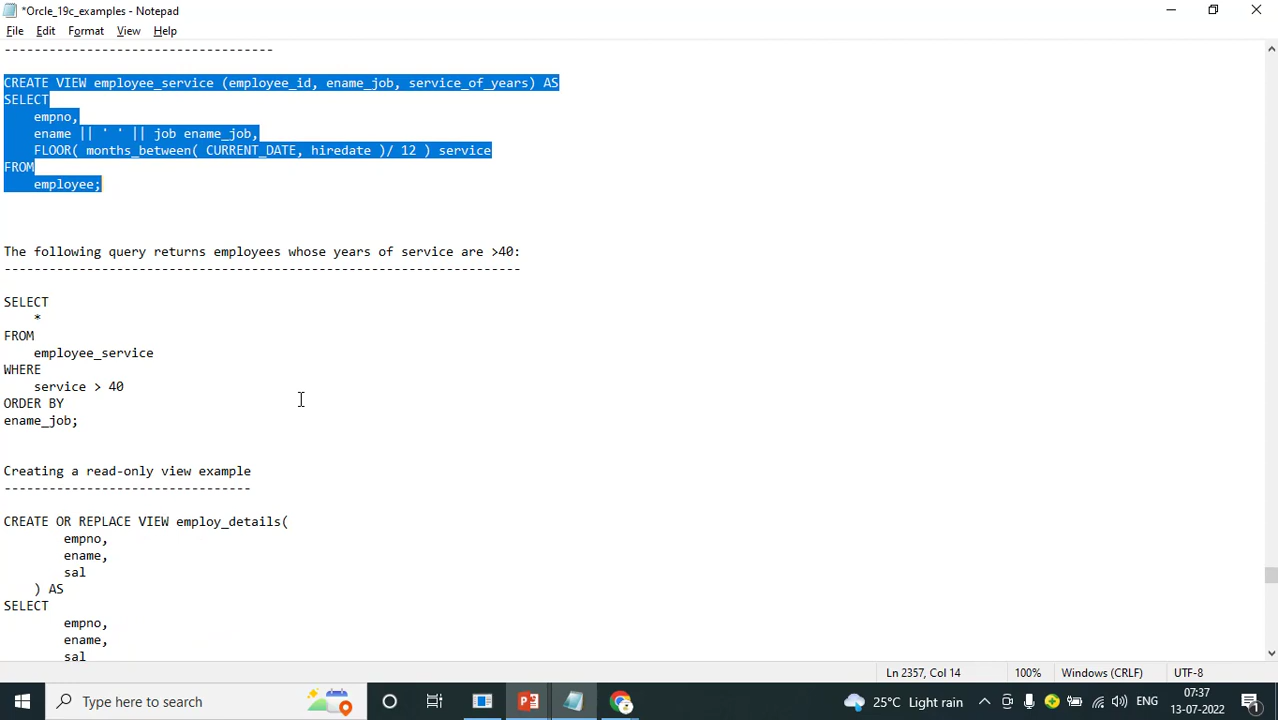 *Orcle_19c_examples - Notepad
File Edit Format View Help
------------------------------------
CREATE VIEW employee_service (employee_id, ename_job, service_of_years) AS
SELECT
    empno,
    ename || ' ' || job ename_job,
    FLOOR( months_between( CURRENT_DATE, hiredate )/ 12 ) service
FROM
    employee;
The following query returns employees whose years of service are >40:
---------------------------------------------------------------------
SELECT
    *
FROM
    employee_service
WHERE
    service > 40
ORDER BY
ename_job;
Creating a read-only view example
---------------------------------
CREATE OR REPLACE VIEW employ_details(
        empno,
        ename,
        sal
    ) AS
SELECT
        empno,
        ename,
        sal
Ln 2357, Col 14 100% Windows (CRLF) UTF-8
Type here to search 25°C Light rain ENG 07:37
13-07-2022 1